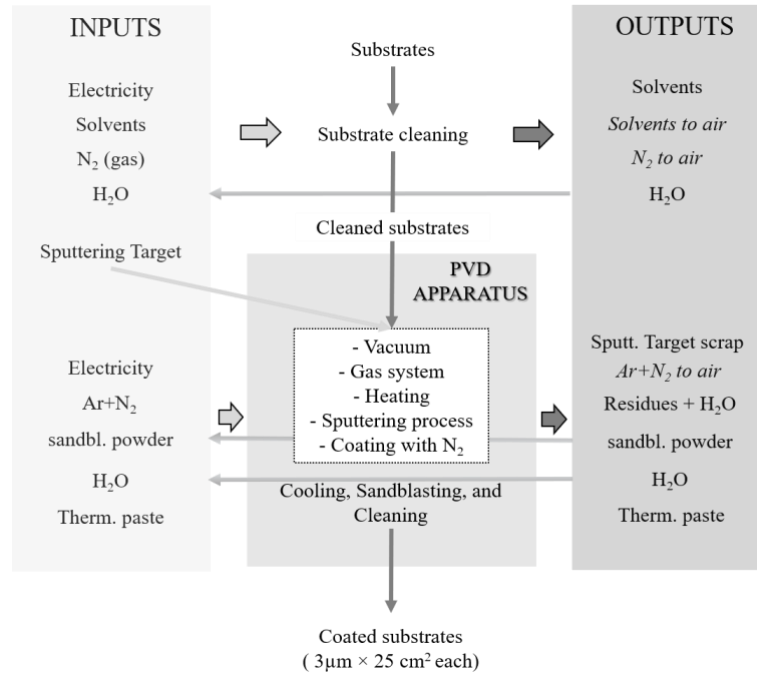 INPUTS
Electricity
Solvents
N₂ (gas)
H₂O
Sputtering Target
Electricity
Ar+N₂
sandbl. powder
H₂O
Therm. paste
Substrates
Substrate cleaning
Cleaned substrates
PVD
APPARATUS
- Vacuum
- Gas system
- Heating
- Sputtering process
- Coating with N₂
Cooling, Sandblasting, and
Cleaning
Coated substrates
( 3µm × 25 cm² each)
OUTPUTS
Solvents
Solvents to air
N₂ to air
H₂O
Sputt. Target scrap
Ar+N₂ to air
Residues + H₂O
sandbl. powder
H₂O
Therm. paste